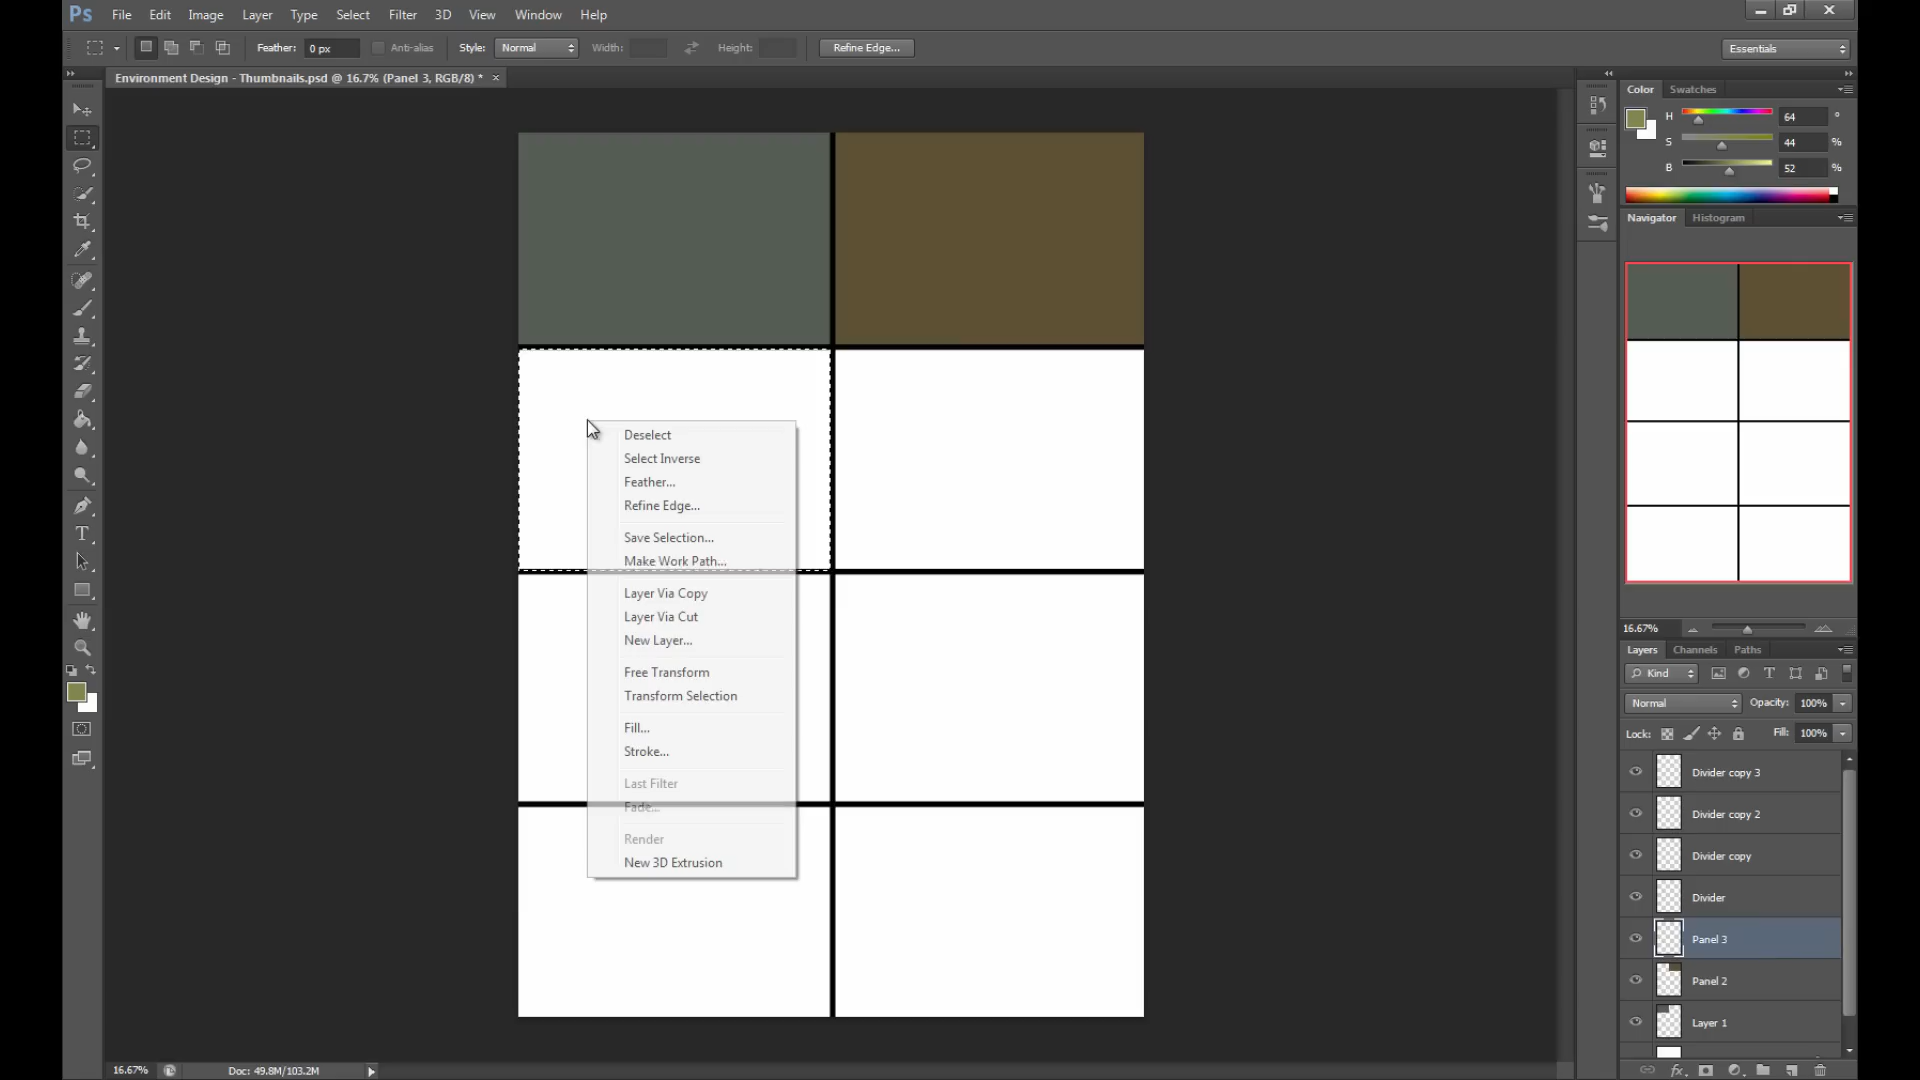 Ps File Edit Image Layer Type Select Filter 3D View Window Help
Feather: 0 px Anti-alias Style: Normal Width: Height: Refine Edge... Essentials
Environment Design - Thumbnails.psd @ 16.7% (Panel 3, RGB/8) * ×
Color Swatches
H 64 °
S 44 %
B 52 %
Navigator Histogram
Deselect
Select Inverse
Feather...
Refine Edge...
Save Selection...
Make Work Path...
Layer Via Copy
Layer Via Cut
New Layer...
Free Transform
Transform Selection
Fill...
Stroke...
Last Filter
Fade...
Render
New 3D Extrusion
T
16.67%
Layers Channels Paths
Kind T
Normal Opacity: 100%
Lock: Fill: 100%
Divider copy 3
Divider copy 2
Divider copy
Divider
Panel 3
Panel 2
Layer 1
fx
16.67% Doc: 49.8M/103.2M